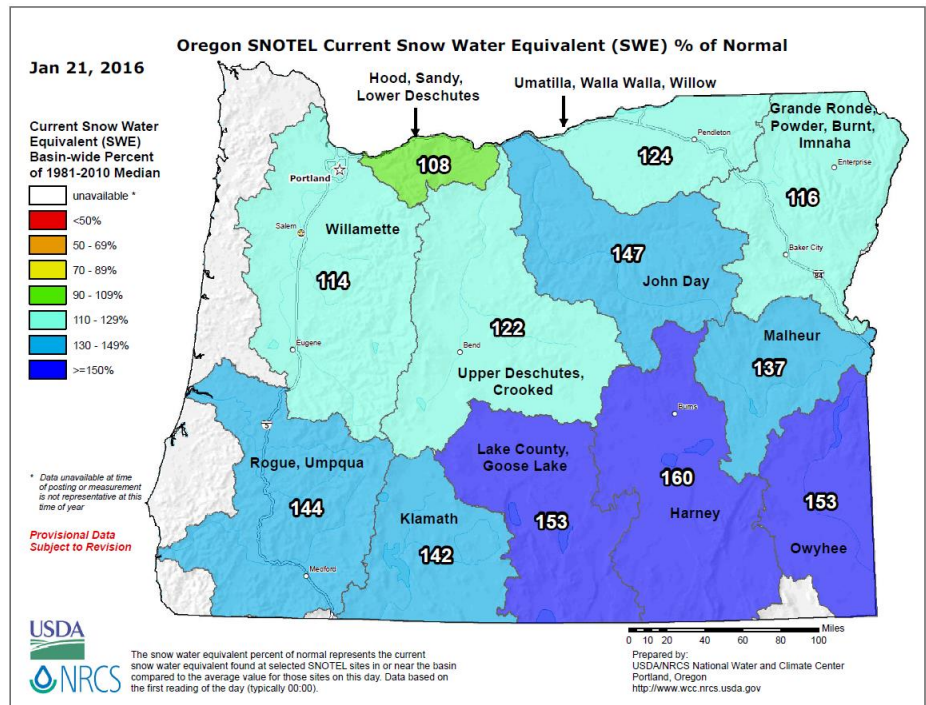 Oregon SNOTEL Current Snow Water Equivalent (SWE) % of Normal
Jan 21, 2016
Current Snow Water
Equivalent (SWE)
Basin-wide Percent
of 1981-2010 Median
unavailable *
<50%
50 - 69%
70 - 89%
90 - 109%
110 - 129%
130 - 149%
>=150%
* Data unavailable at time
of posting or measurement
is not representative at this
time of year
Provisional Data
Subject to Revision
Hood, Sandy,
Lower Deschutes
Umatilla, Walla Walla, Willow
Grande Ronde,
Powder, Burnt,
Imnaha
Pendleton
Enterprise
108
124
116
Portland
Salem
Willamette
114
Eugene
147
John Day
Baker City
84
122
Bend
Upper Deschutes,
Crooked
Malheur
137
Burns
5
Rogue, Umpqua
144
Medford
Klamath
142
Lake County,
Goose Lake
153
160
Harney
153
Owyhee
Miles
0 10 20 40 60 80 100
USDA
NRCS
The snow water equivalent percent of normal represents the current
snow water equivalent found at selected SNOTEL sites in or near the basin
compared to the average value for those sites on this day. Data based on
the first reading of the day (typically 00:00).
Prepared by:
USDA/NRCS National Water and Climate Center
Portland, Oregon
http://www.wcc.nrcs.usda.gov